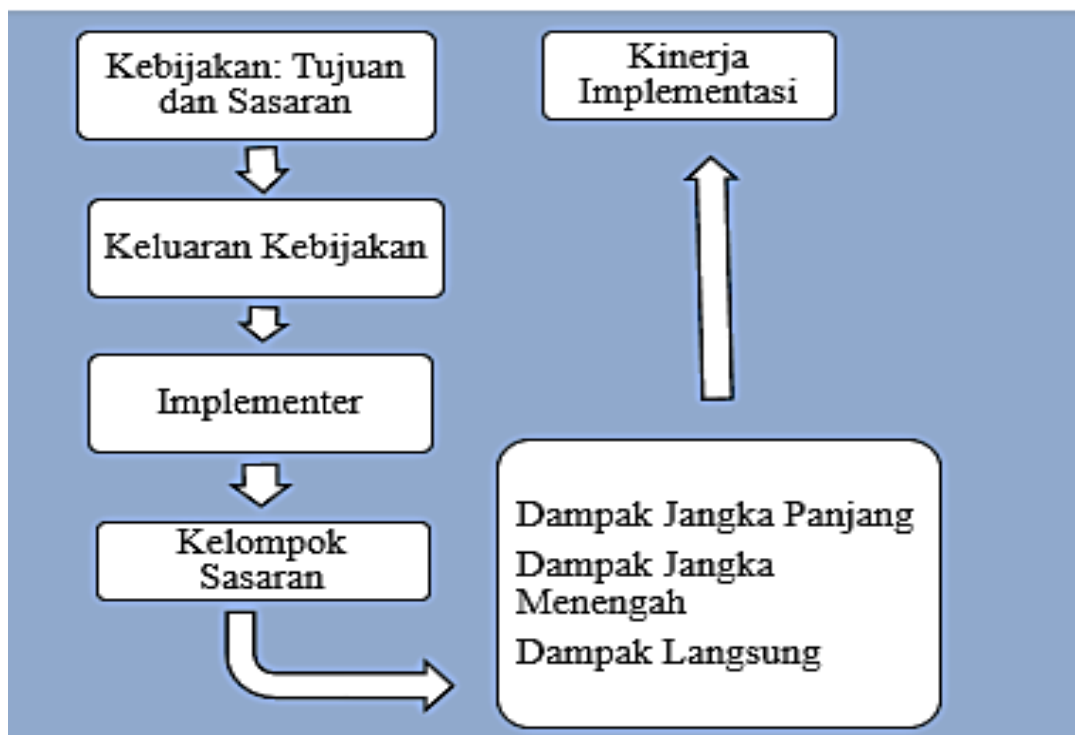 Kebijakan: Tujuan
dan Sasaran
Keluaran Kebijakan
Implementer
Kelompok
Sasaran
Dampak Jangka Panjang
Dampak Jangka
Menengah
Dampak Langsung
Kinerja
Implementasi